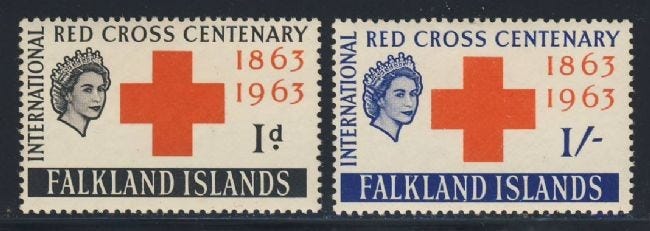 INTERNATIONAL
RED CROSS CENTENARY
1863
1963
1d
FALKLAND ISLANDS
INTERNATIONAL
RED CROSS CENTENARY
1863
1963
1/-
FALKLAND ISLANDS